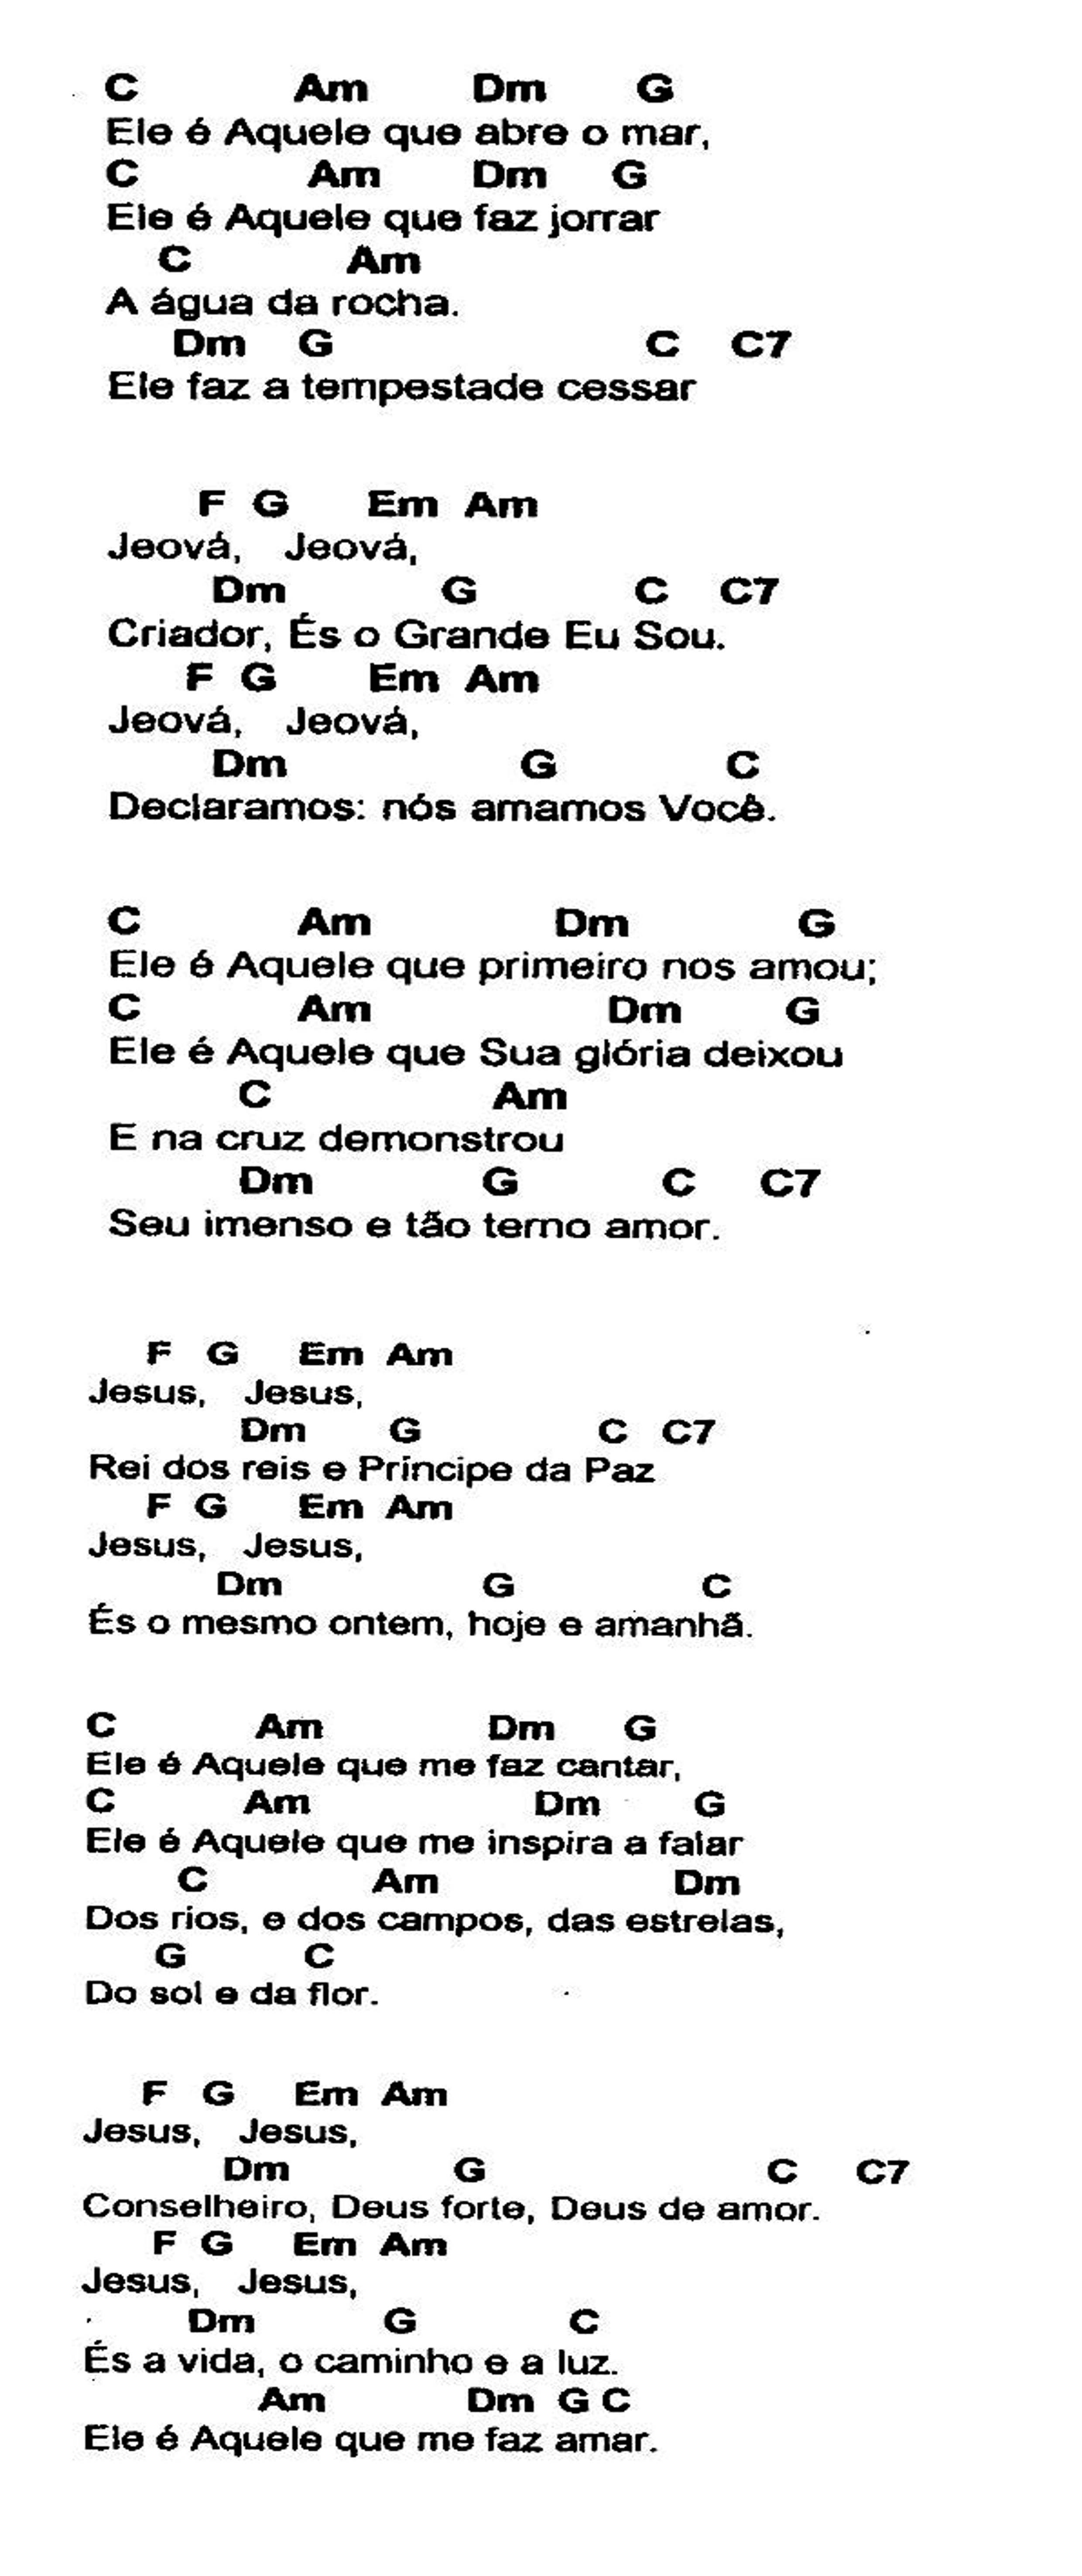 C Am Dm G
Ele é Aquele que abre o mar,
C Am Dm G
Ele é Aquele que faz jorrar
C Am
A água da rocha.
Dm G C C7
Ele faz a tempestade cessar
F G Em Am
Jeová, Jeová,
Dm G C C7
Criador, És o Grande Eu Sou.
F G Em Am
Jeová, Jeová,
Dm G C
Declaramos: nós amamos Você.
C Am Dm G
Ele é Aquele que primeiro nos amou;
C Am Dm G
Ele é Aquele que Sua glória deixou
C Am
E na cruz demonstrou
Dm G C C7
Seu imenso e tão terno amor.
F G Em Am
Jesus, Jesus,
Dm G C C7
Rei dos reis e Príncipe da Paz
F G Em Am
Jesus, Jesus,
Dm G C
És o mesmo ontem, hoje e amanhã.
C Am Dm G
Ele é Aquele que me faz cantar,
C Am Dm G
Ele é Aquele que me inspira a falar
C Am Dm
Dos rios, e dos campos, das estrelas,
G C
Do sol e da flor.
F G Em Am
Jesus, Jesus,
Dm G C C7
Conselheiro, Deus forte, Deus de amor.
F G Em Am
Jesus, Jesus,
Dm G C
És a vida, o caminho e a luz.
Am Dm G C
Ele é Aquele que me faz amar.